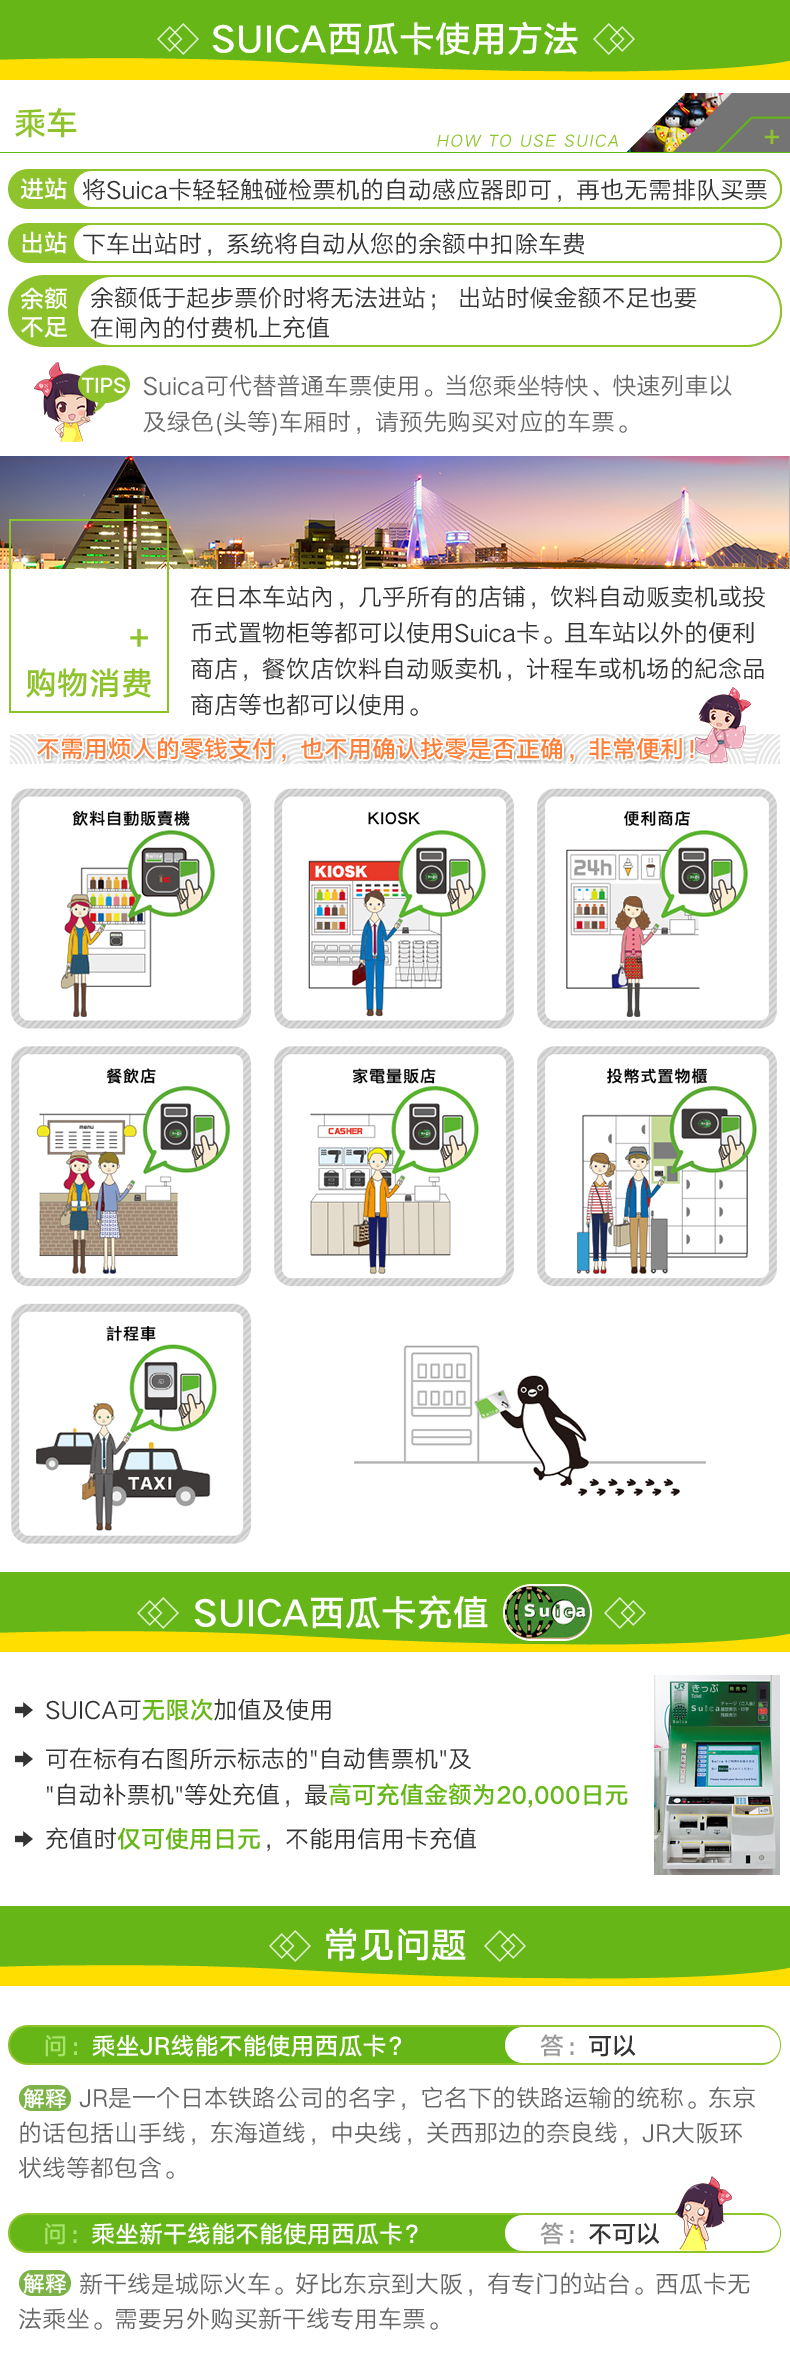 SUICA西瓜卡使用方法
乘车
HOW TO USE SUICA
进站 将Suica卡轻轻触碰检票机的自动感应器即可，再也无需排队买票
出站 下车出站时，系统将自动从您的余额中扣除车费
余额不足
余额低于起步票价时将无法进站； 出站时候金额不足也要
在闸內的付费机上充值
TIPS
Suica可代替普通车票使用。当您乘坐特快、快速列車以
及绿色(头等)车厢时，请预先购买对应的车票。
+
购物消费
在日本车站內，几乎所有的店铺，饮料自动贩卖机或投
币式置物柜等都可以使用Suica卡。且车站以外的便利
商店，餐饮店饮料自动贩卖机，计程车或机场的紀念品
商店等也都可以使用。
不需用烦人的零钱支付，也不用确认找零是否正确，非常便利！
飲料自動販賣機
KIOSK
KIOSK
便利商店
24h
餐飲店
menu
家電量販店
CASHER
投幣式置物櫃
計程車
TAXI
SUICA西瓜卡充值
Suica
SUICA可无限次加值及使用
可在标有右图所示标志的"自动售票机"及
"自动补票机"等处充值，最高可充值金额为20,000日元
充值时仅可使用日元，不能用信用卡充值
JR きっぷ
Suica
常见问题
问：乘坐JR线能不能使用西瓜卡？
答：可以
解释 JR是一个日本铁路公司的名字，它名下的铁路运输的统称。东京
的话包括山手线，东海道线，中央线，关西那边的奈良线，JR大阪环
状线等都包含。
问：乘坐新干线能不能使用西瓜卡？
答：不可以
解释 新干线是城际火车。好比东京到大阪，有专门的站台。西瓜卡无
法乘坐。需要另外购买新干线专用车票。